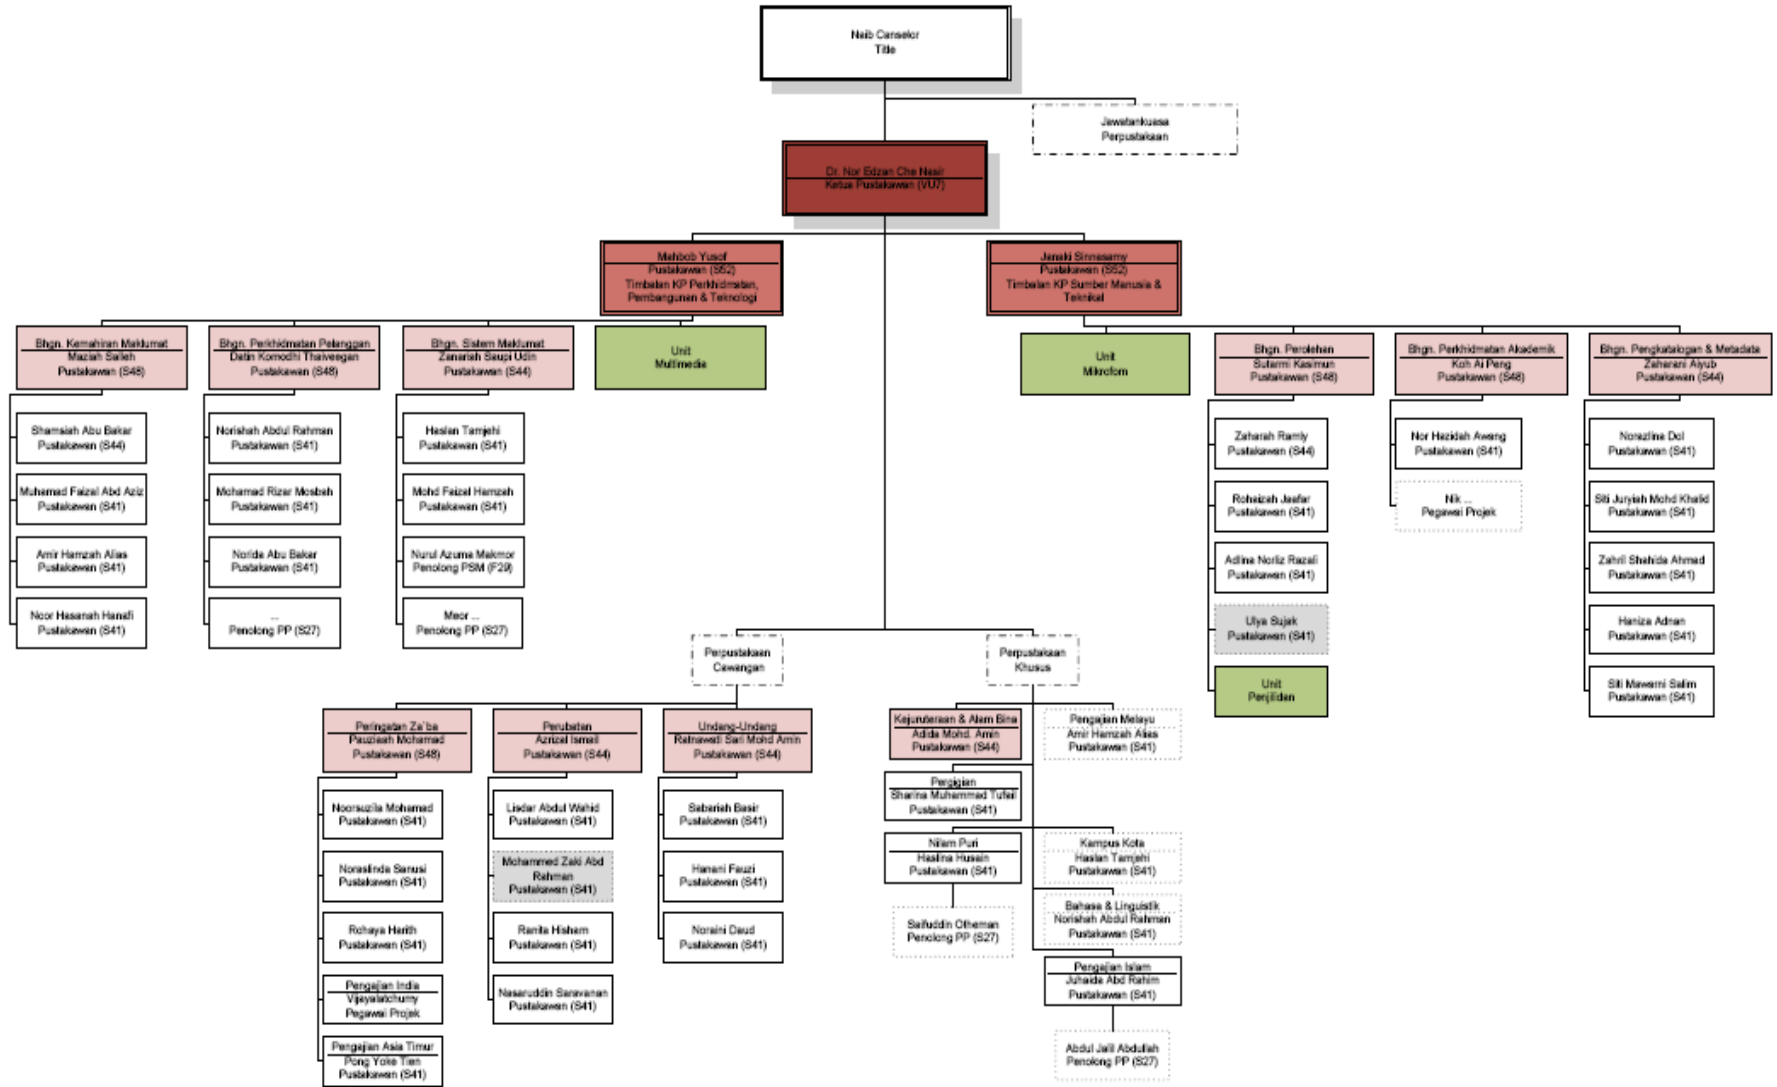 Naib Canselor
Title
Jawatankuasa
Perpustakaan
Dr. Nor Edzan Che Nasir
Ketua Pustakawan (VU7)
Mahbob Yusof
Pustakawan (S52)
Timbalan KP Perkhidmatan,
Pembangunan & Teknologi
Janaki Sinnasamy
Pustakawan (S52)
Timbalan KP Sumber Manusia &
Teknikal
Bhgn. Kemahiran Maklumat
Maziah Salleh
Pustakawan (S48)
Bhgn. Perkhidmatan Pelanggan
Datin Komodhi Thaiveegan
Pustakawan (S48)
Bhgn. Sistem Maklumat
Zanariah Saupi Udin
Pustakawan (S44)
Unit
Multimedia
Unit
Mikrofom
Bhgn. Perolehan
Sutarmi Kasimun
Pustakawan (S48)
Bhgn. Perkhidmatan Akademik
Koh Ai Peng
Pustakawan (S48)
Bhgn. Pengkatalogan & Metadata
Zaharani Aiyub
Pustakawan (S44)
Shamsiah Abu Bakar
Pustakawan (S44)
Muhamad Faizal Abd Aziz
Pustakawan (S41)
Amir Hamzah Alias
Pustakawan (S41)
Noor Hasanah Hanafi
Pustakawan (S41)
Norishah Abdul Rahman
Pustakawan (S41)
Mohamad Rizar Mosbah
Pustakawan (S41)
Norida Abu Bakar
Pustakawan (S41)
...
Penolong PP (S27)
Haslan Tamjehi
Pustakawan (S41)
Mohd Faizal Hamzah
Pustakawan (S41)
Nurul Azurna Makmor
Penolong PSM (F29)
Meor ...
Penolong PP (S27)
Zaharah Ramly
Pustakawan (S44)
Rohaizah Jaafar
Pustakawan (S41)
Adlina Norliz Razali
Pustakawan (S41)
Ulya Sujak
Pustakawan (S41)
Unit
Penjilidan
Nor Hazidah Awang
Pustakawan (S41)
Nik ...
Pegawai Projek
Norazlina Dol
Pustakawan (S41)
Siti Juryiah Mohd Khalid
Pustakawan (S41)
Zahril Shahida Ahmad
Pustakawan (S41)
Haniza Adnan
Pustakawan (S41)
Siti Mawarni Salim
Pustakawan (S41)
Perpustakaan
Cawangan
Perpustakaan
Khusus
Peringatan Za'ba
Pauziaah Mohamad
Pustakawan (S48)
Perubatan
Azrizal Ismail
Pustakawan (S44)
Undang-Undang
Ratnawati Sari Mohd Amin
Pustakawan (S44)
Noorsuzila Mohamad
Pustakawan (S41)
Noraslinda Sanusi
Pustakawan (S41)
Rohaya Harith
Pustakawan (S41)
Pengajian India
Vijayalatchumy
Pegawai Projek
Pengajian Asia Timur
Pong Yoke Tien
Pustakawan (S41)
Lisdar Abdul Wahid
Pustakawan (S41)
Mohammed Zaki Abd
Rahman
Pustakawan (S41)
Ranita Hisham
Pustakawan (S41)
Nasaruddin Saravanan
Pustakawan (S41)
Sabariah Basir
Pustakawan (S41)
Hanani Fauzi
Pustakawan (S41)
Noraini Daud
Pustakawan (S41)
Kejuruteraan & Alam Bina
Adida Mohd. Amin
Pustakawan (S44)
Pengajian Melayu
Amir Hamzah Alias
Pustakawan (S41)
Pergigian
Sharina Muhammad Tufail
Pustakawan (S41)
Nilam Puri
Haslina Husain
Pustakawan (S41)
Saifuddin Otheman
Penolong PP (S27)
Kampus Kota
Haslan Tamjehi
Pustakawan (S41)
Bahasa & Linguistik
Norishah Abdul Rahman
Pustakawan (S41)
Pengajian Islam
Juhaida Abd Rahim
Pustakawan (S41)
Abdul Jalil Abdullah
Penolong PP (S27)